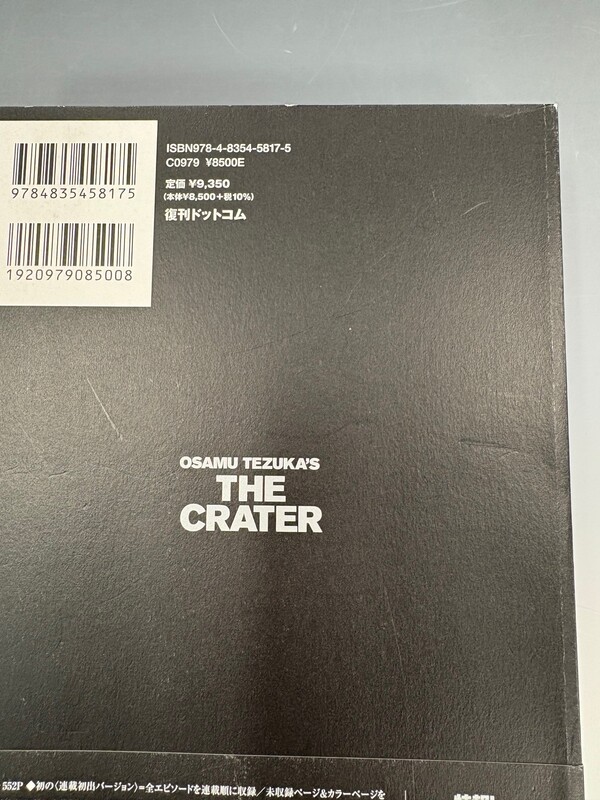 ISBN978-4-8354-5817-5
C0979 ¥8500E
9784835458175
定価 ¥9,350
(本体¥8,500+税10%)
復刊ドットコム
1920979085008
OSAMU TEZUKA'S
THE
CRATER
552P ◆初の〈連載初出バージョン〉=全エピソードを連載順に収録/未収録ページ&カラーページを